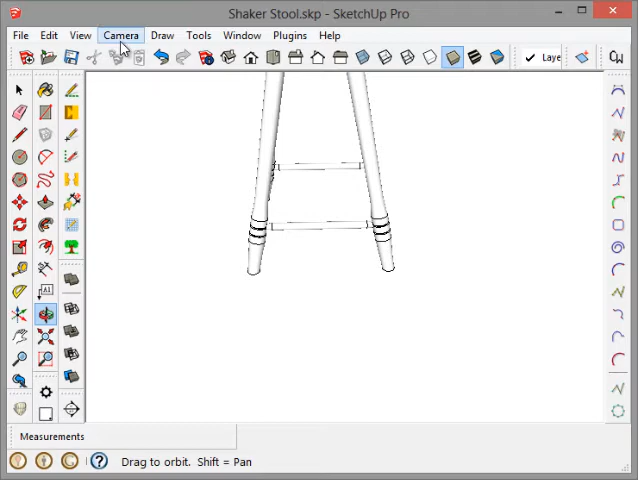 Shaker Stool.skp - SketchUp Pro
File Edit View Camera Draw Tools Window Plugins Help
Laye
A1
Measurements
Drag to orbit. Shift = Pan